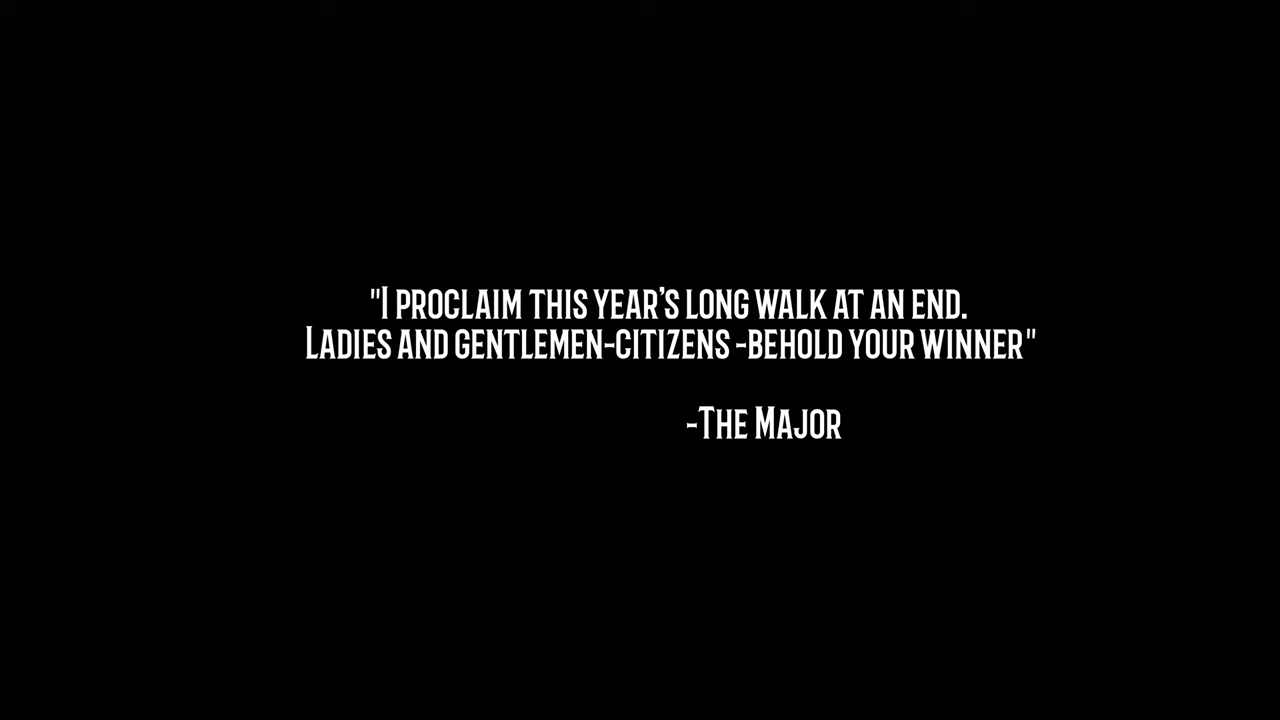 "I proclaim this year’s long walk at an end.
Ladies and gentlemen-citizens -behold your winner"
-The Major